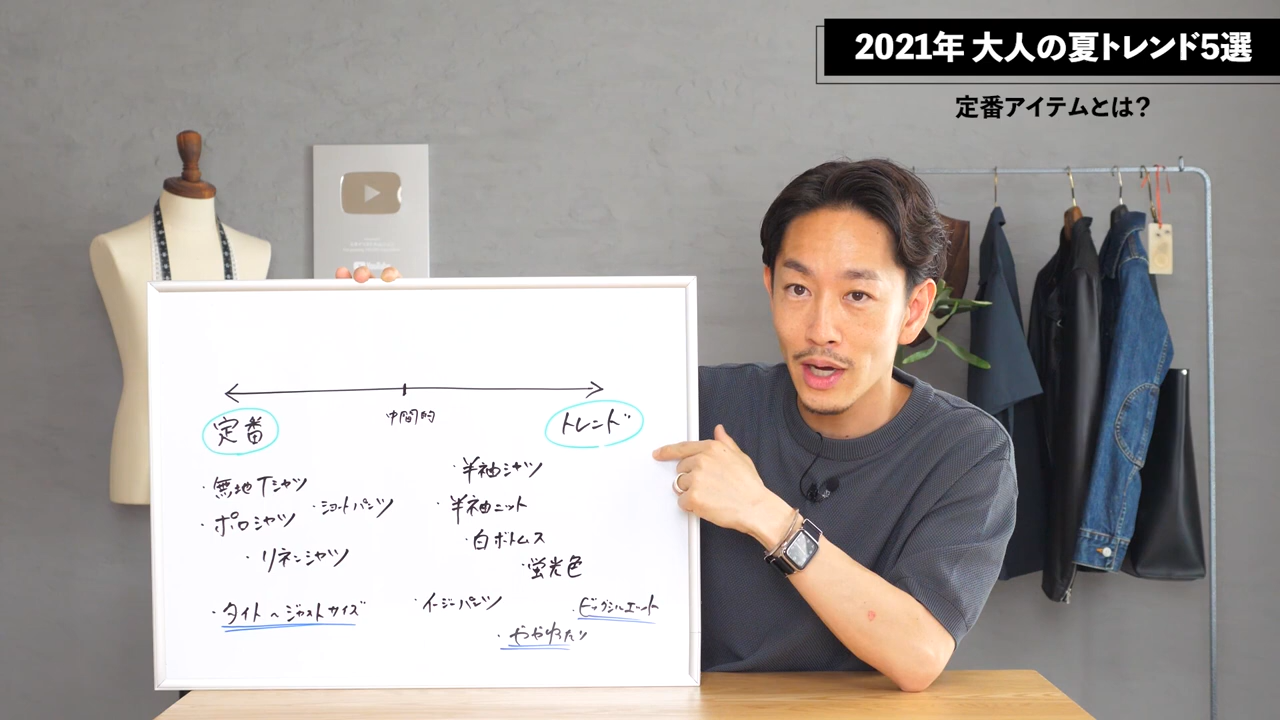 2021年 大人の夏トレンド5選
定番アイテムとは？
中間的
定番
トレンド
・無地Tシャツ
・ショートパンツ
・ポロシャツ
・リネンシャツ
・タイト〜ジャストサイズ
・半袖シャツ
・半袖ニット
・白ボトムス
・蛍光色
・イージーパンツ
・ビッグシルエット
・ややゆったり